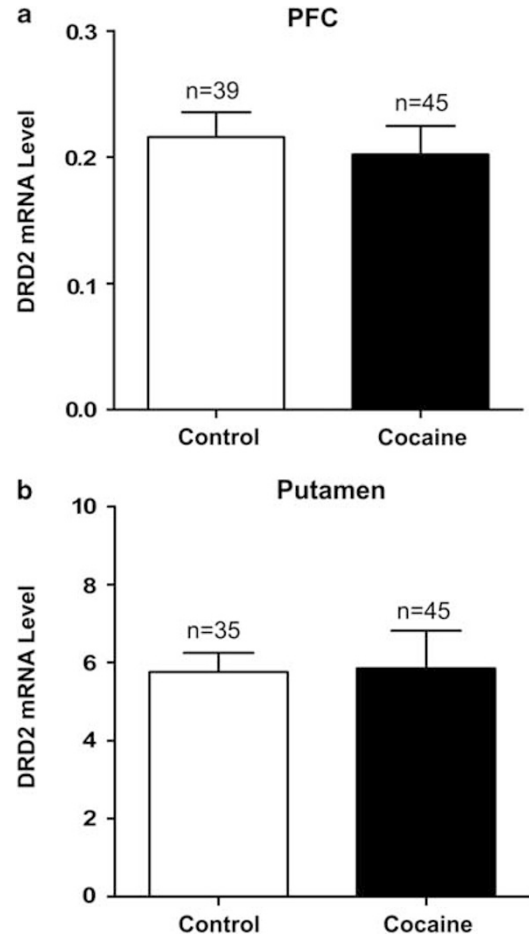 a
PFC
DRD2 mRNA Level
0.3
0.2
0.1
0.0
n=39
n=45
Control
Cocaine
b
Putamen
DRD2 mRNA Level
10
8
6
4
2
0
n=35
n=45
Control
Cocaine